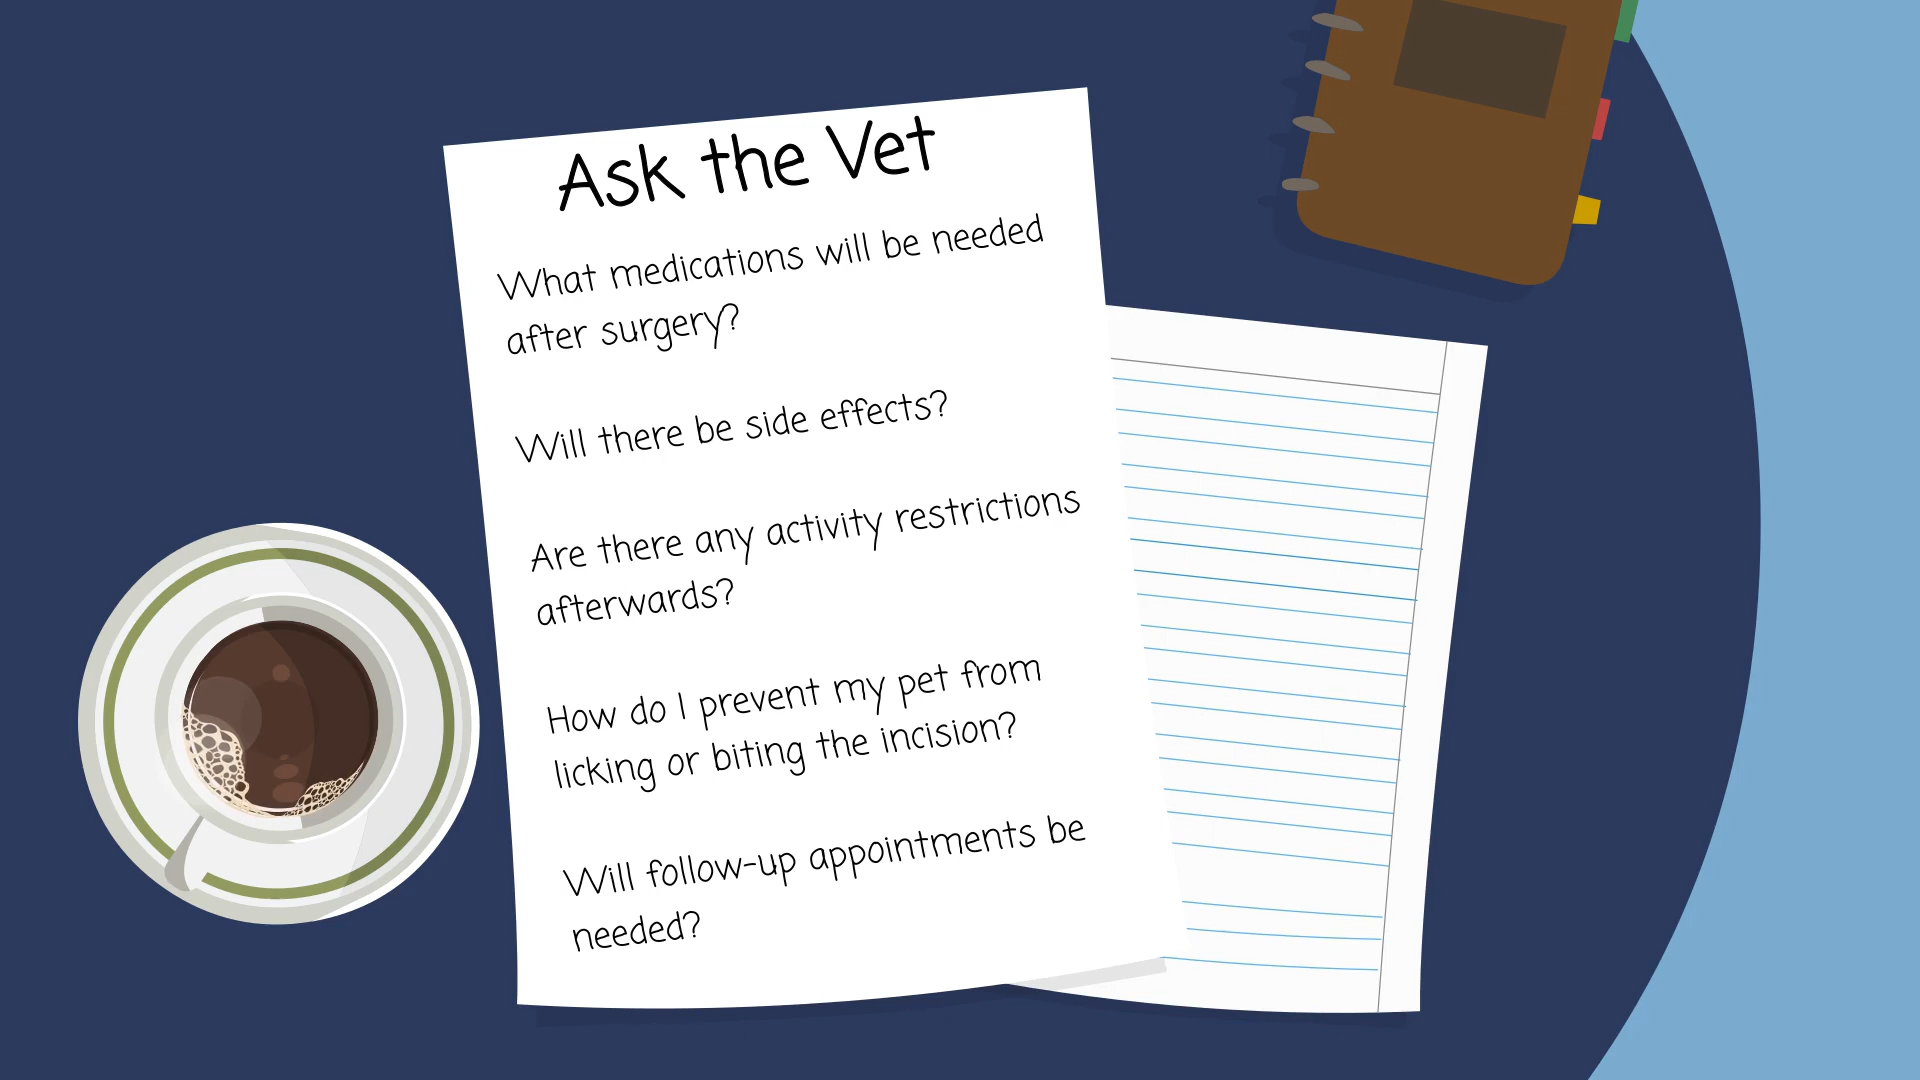 Ask the Vet
What medications will be needed
after surgery?
Will there be side effects?
Are there any activity restrictions
afterwards?
How do I prevent my pet from
licking or biting the incision?
Will follow-up appointments be
needed?